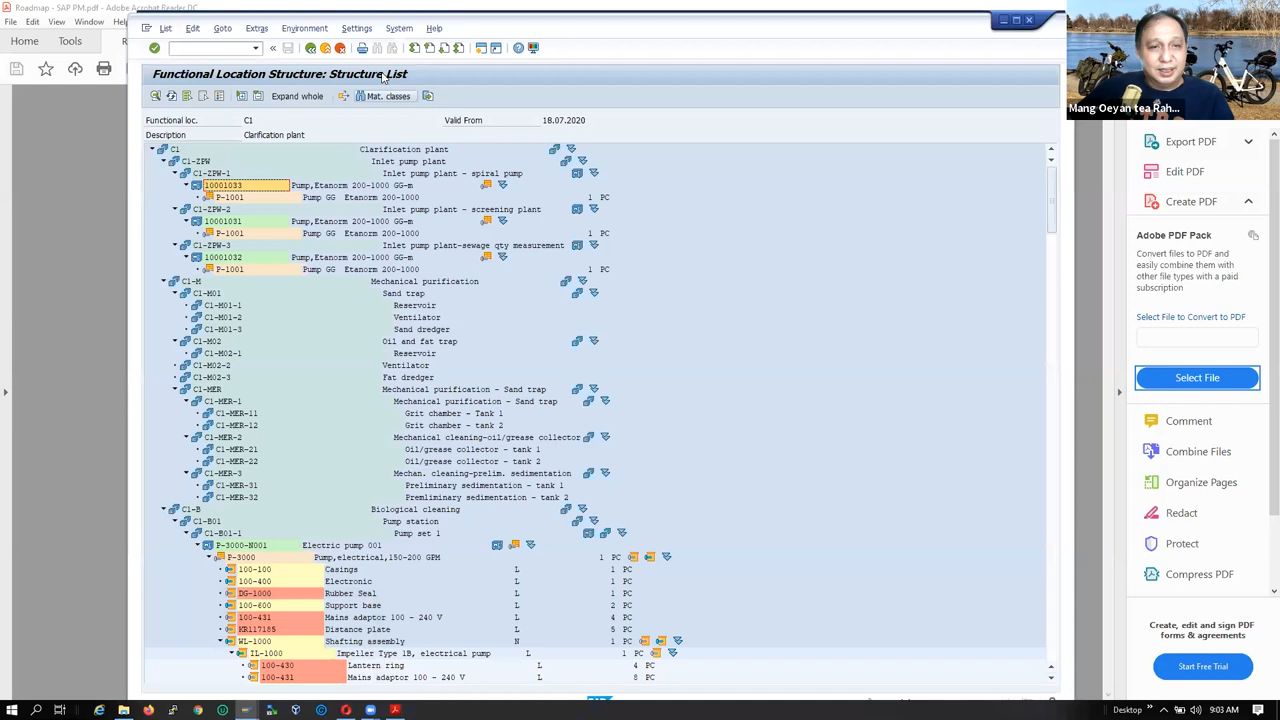 Roadmap - SAP PM.pdf - Adobe Acrobat Reader DC
File Edit View Sign Window
Home Tools
List Edit Goto Extras Environment Settings System Help
Functional Location Structure: Structure List
Expand whole Mat. classes
Functional loc. C1 Valid From 18.07.2020
Description Clarification plant
C1 Clarification plant
C1-ZPW Inlet pump plant
C1-ZPW-1 Inlet pump plant - spiral pump
10001033 Pump,Etanorm 200-1000 GG-m
P-1001 Pump GG Etanorm 200-1000 1 PC
C1-ZPW-2 Inlet pump plant - screening plant
10001031 Pump,Etanorm 200-1000 GG-m
P-1001 Pump GG Etanorm 200-1000 1 PC
C1-ZPW-3 Inlet pump plant-sewage qty measurement
10001032 Pump,Etanorm 200-1000 GG-m
P-1001 Pump GG Etanorm 200-1000 1 PC
C1-M Mechanical purification
C1-M01 Sand trap
C1-M01-1 Reservoir
C1-M01-2 Ventilator
C1-M01-3 Sand dredger
C1-M02 Oil and fat trap
C1-M02-1 Reservoir
C1-M02-2 Ventilator
C1-M02-3 Fat dredger
C1-MER Mechanical purification - Sand trap
C1-MER-1 Mechanical purification - Sand trap
C1-MER-11 Grit chamber - Tank 1
C1-MER-12 Grit chamber - tank 2
C1-MER-2 Mechanical cleaning-oil/grease collector
C1-MER-21 Oil/grease collector - tank 1
C1-MER-22 Oil/grease collector - tank 2
C1-MER-3 Mechan. cleaning-prelim. sedimentation
C1-MER-31 Preliminary sedimentation - tank 1
C1-MER-32 Premliminary sedimentation - tank 2
C1-B Biological cleaning
C1-B01 Pump station
C1-B01-1 Pump set 1
P-3000-N001 Electric pump 001
P-3000 Pump,electrical,150-200 GPM 1 PC
100-100 Casings L 1 PC
100-400 Electronic L 1 PC
DG-1000 Rubber Seal L 1 PC
100-600 Support base L 2 PC
100-431 Mains adaptor 100 - 240 V L 4 PC
KR117185 Distance plate L 5 PC
WL-1000 Shafting assembly N 1 PC
IL-1000 Impeller Type 1B, electrical pump L 1 PC
100-430 Lantern ring L 4 PC
100-431 Mains adaptor 100 - 240 V L 8 PC
Mang Oeyan tea Rah...
Export PDF
Edit PDF
Create PDF
Adobe PDF Pack
Convert files to PDF
and easily combine them
with other file types with a paid
subscription
Select File to Convert to PDF
Select File
Comment
Combine Files
Organize Pages
Redact
Protect
Compress PDF
Create, edit and sign PDF
forms & agreements
Start Free Trial
Desktop » 9:03 AM